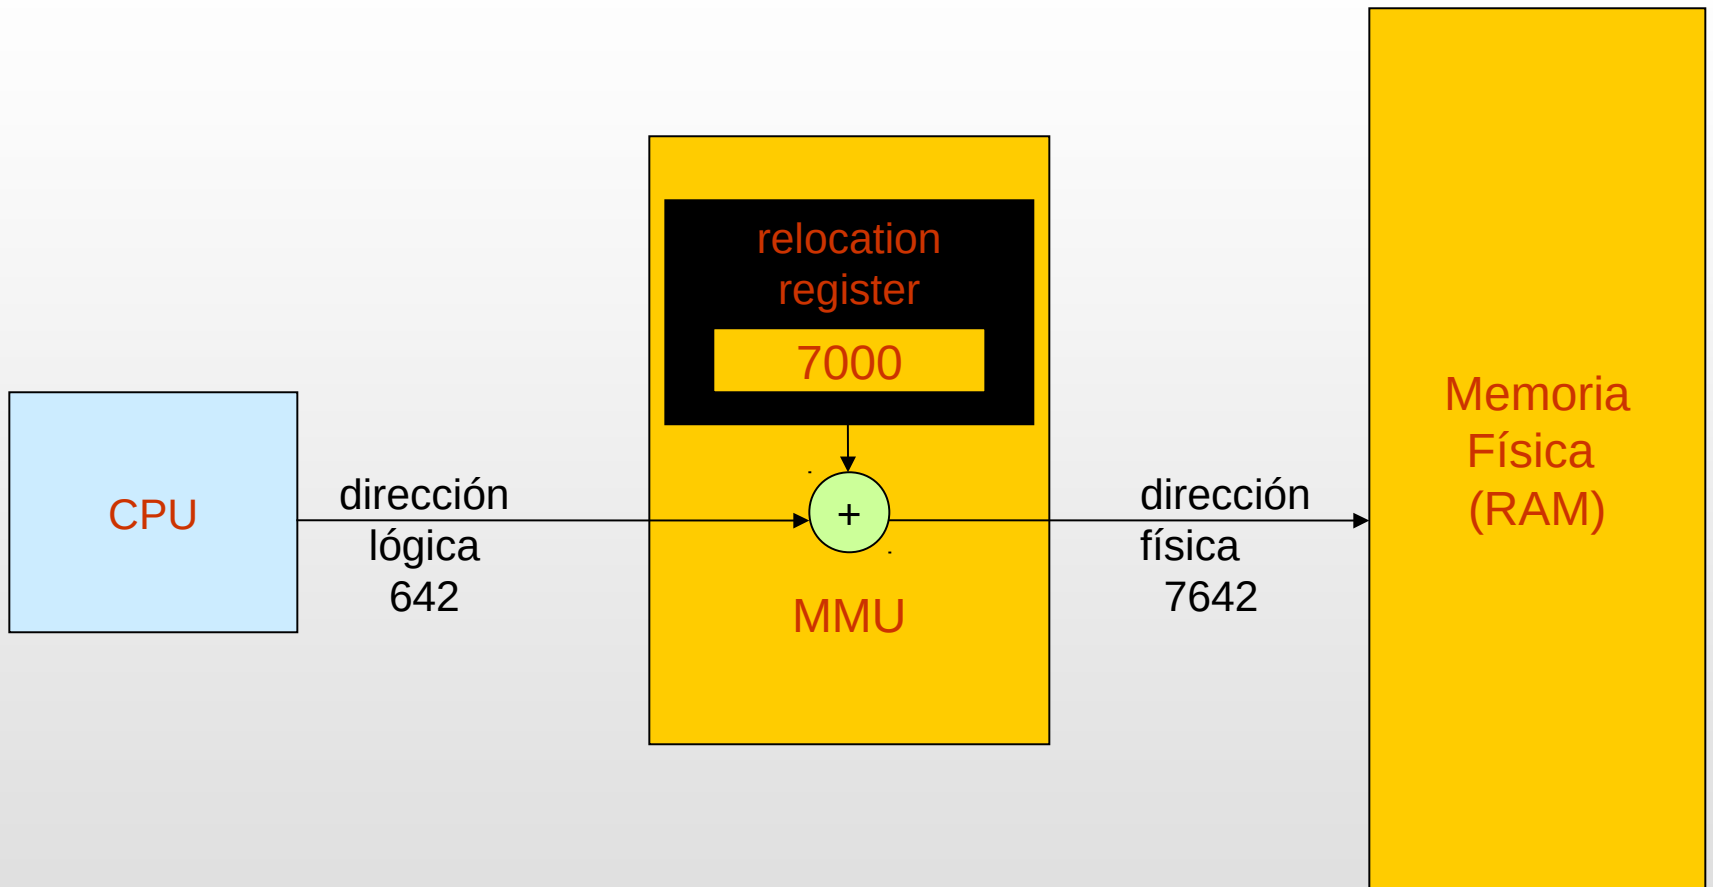 relocation
register
7000
CPU
dirección
lógica
642
+
MMU
dirección
física
7642
Memoria
Física
(RAM)